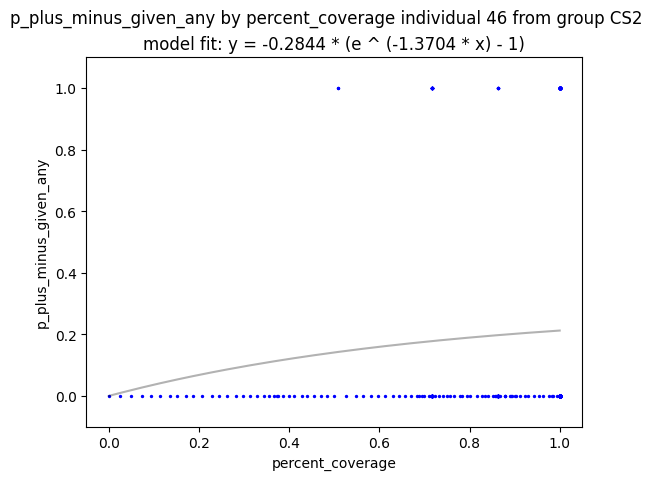 p_plus_minus_given_any by percent_coverage individual 46 from group CS2
model fit: y = -0.2844 * (e ^ (-1.3704 * x) - 1)
1.0
0.8
0.6
0.4
0.2
0.0
p_plus_minus_given_any
0.0 0.2 0.4 0.6 0.8 1.0
percent_coverage